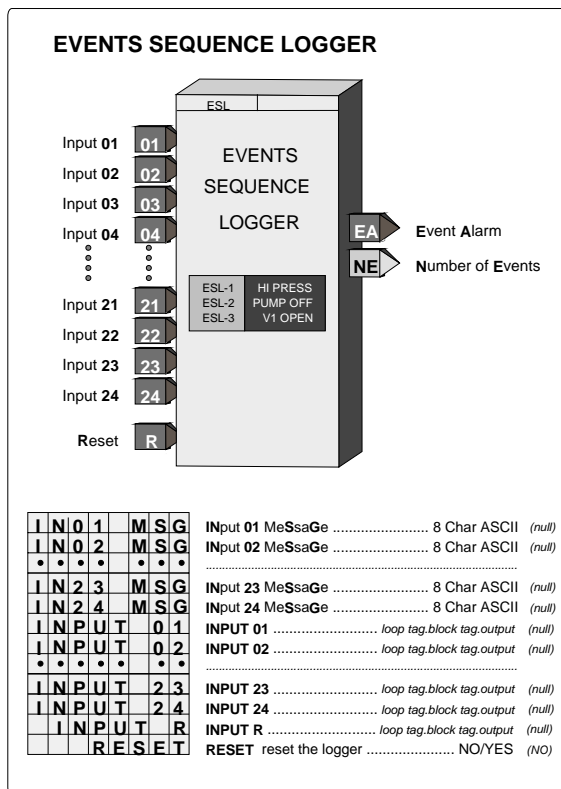 EVENTS SEQUENCE LOGGER
ESL
Input 01 01
Input 02 02
Input 03 03
Input 04 04
Input 21 21
Input 22 22
Input 23 23
Input 24 24
Reset R
EVENTS
SEQUENCE
LOGGER
ESL-1 HI PRESS
ESL-2 PUMP OFF
ESL-3 V1 OPEN
EA Event Alarm
NE Number of Events
IN01 MSG INput 01 MeSsaGe ........................ 8 Char ASCII (null)
IN02 MSG INput 02 MeSsaGe ........................ 8 Char ASCII (null)
• • • • • • • ................................................................................
IN23 MSG INput 23 MeSsAGe ........................ 8 Char ASCII (null)
IN24 MSG INput 24 MeSsaGe ........................ 8 Char ASCII (null)
INPUT 01 INPUT 01 .......................... loop tag.block tag.output (null)
INPUT 02 INPUT 02 .......................... loop tag.block tag.output (null)
• • • • • • • ................................................................................
INPUT 23 INPUT 23 .......................... loop tag.block tag.output (null)
INPUT 24 INPUT 24 .......................... loop tag.block tag.output (null)
INPUT R INPUT R ........................... loop tag.block tag.output (null)
RESET RESET reset the logger ...................... NO/YES (NO)